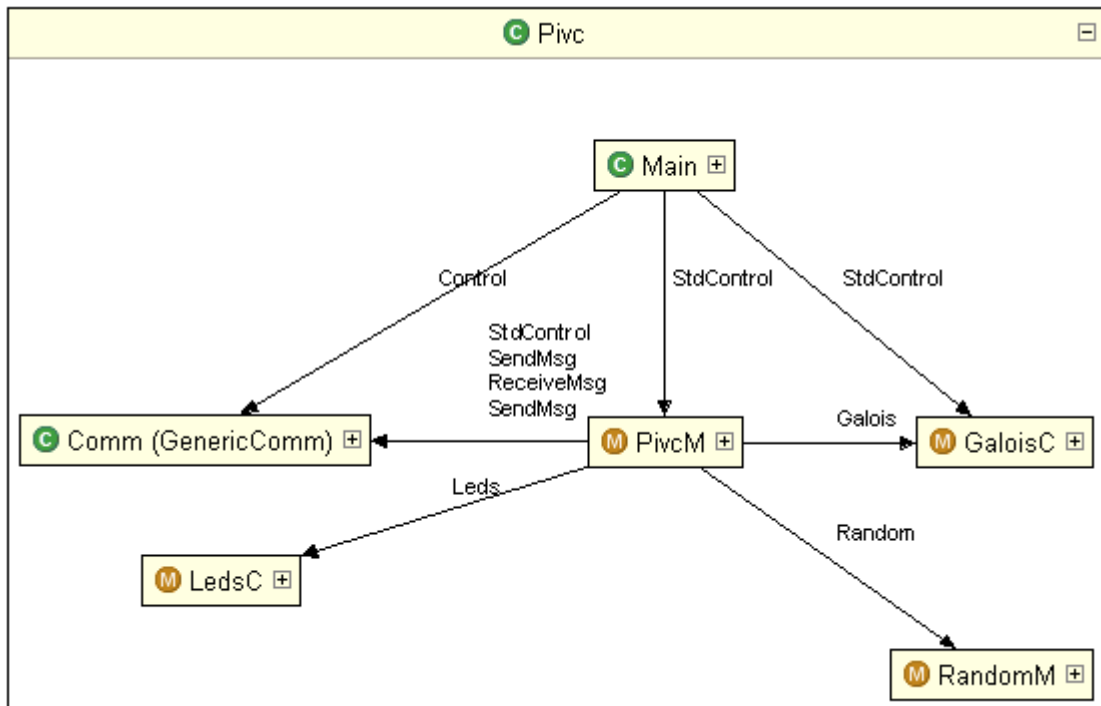 C Pivc
C Main
Control
StdControl
StdControl
StdControl
SendMsg
ReceiveMsg
SendMsg
C Comm (GenericComm)
M PivcM
Galois
M GaloisC
Leds
Random
M LedsC
M RandomM